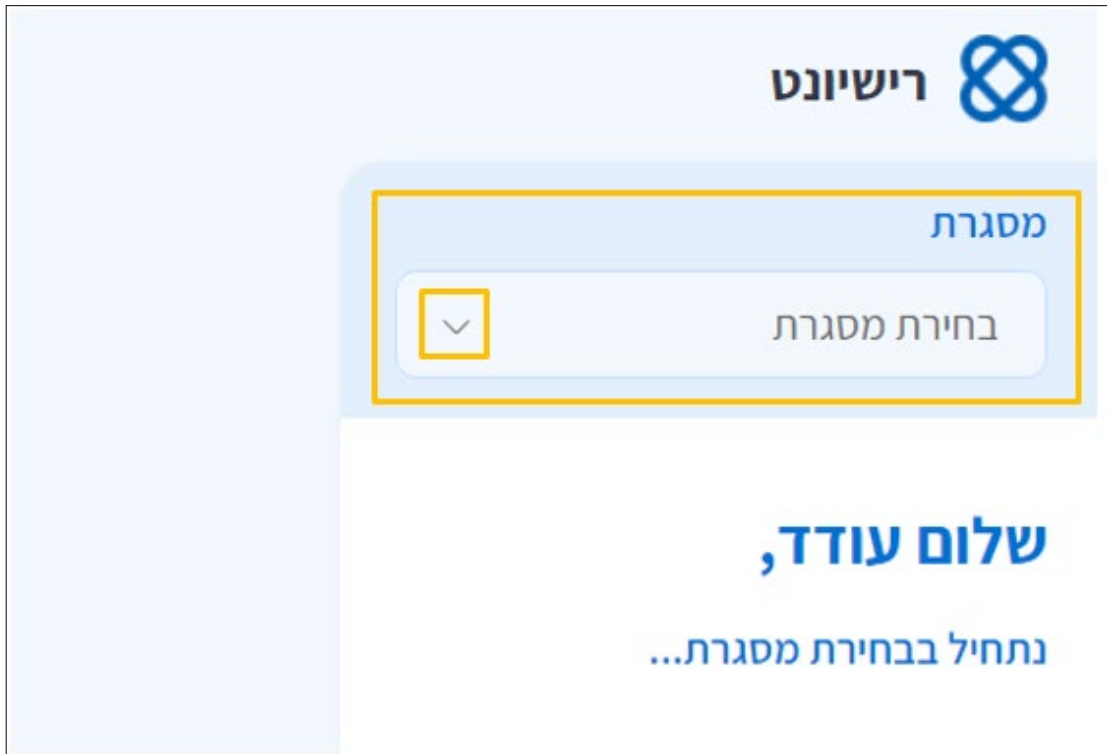 רישיונט
מסגרת
בחירת מסגרת
שלום עודד,
נתחיל בבחירת מסגרת...